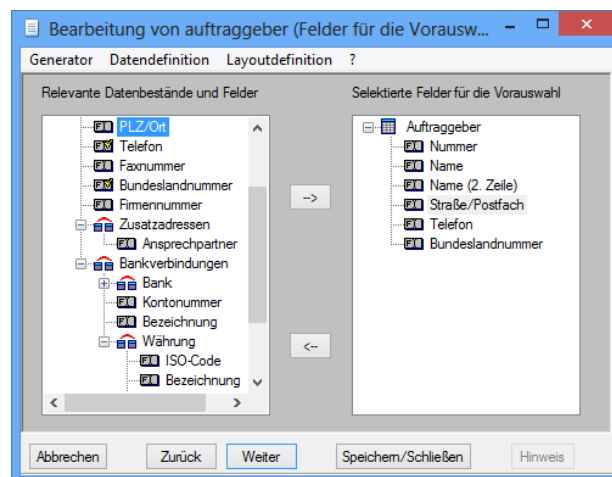 Bearbeitung von auftraggeber (Felder für die Vorausw...
Generator Datendefinition Layoutdefinition ?
Relevante Datenbestände und Felder
PLZ/Ort
Telefon
Faxnummer
Bundeslandnummer
Firmennummer
Zusatzadressen
Ansprechpartner
Bankverbindungen
Bank
Kontonummer
Bezeichnung
Währung
ISO-Code
Bezeichnung
-->
<--
Selektierte Felder für die Vorauswahl
Auftraggeber
Nummer
Name
Name (2. Zeile)
Straße/Postfach
Telefon
Bundeslandnummer
Abbrechen Zurück Weiter Speichern/Schließen Hinweis